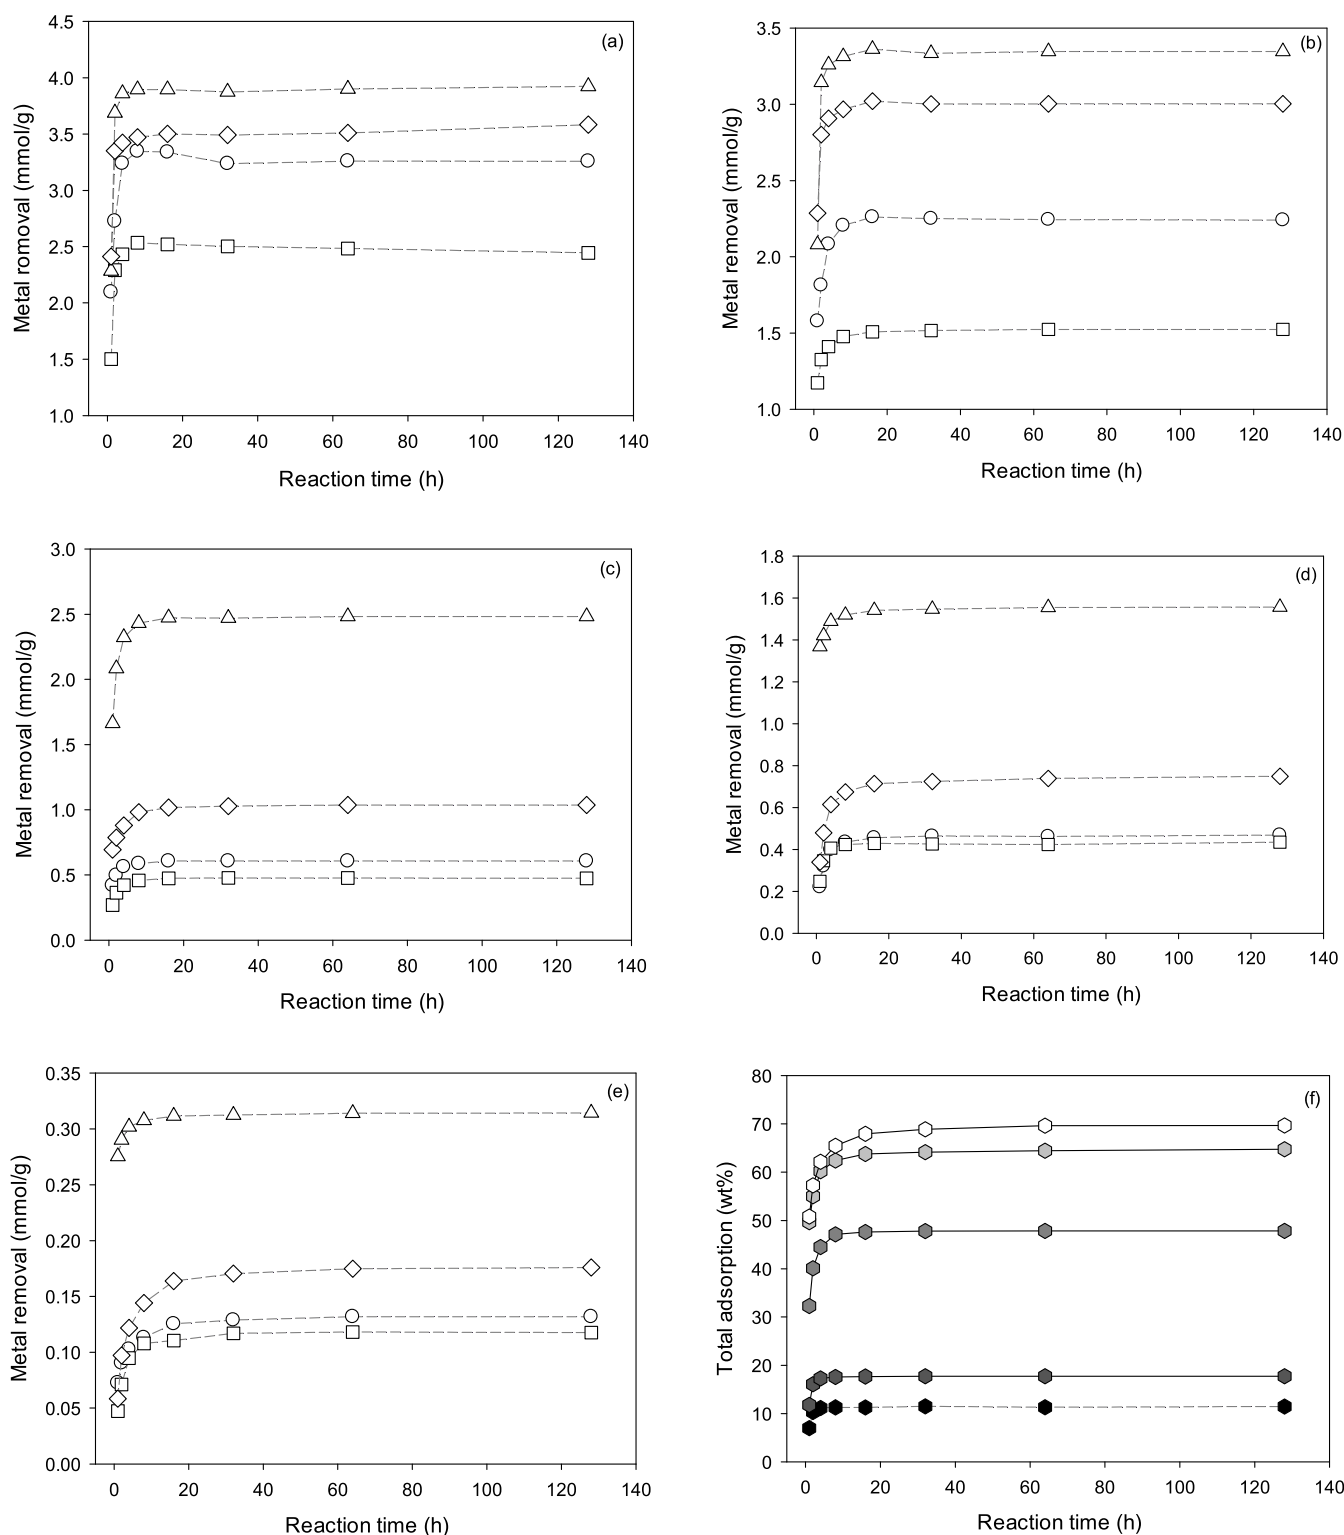 (a)
Metal romoval (mmol/g)
4.5
4.0
3.5
3.0
2.5
2.0
1.5
1.0
0 20 40 60 80 100 120 140
Reaction time (h)
(b)
Metal removal (mmol/g)
3.5
3.0
2.5
2.0
1.5
1.0
0 20 40 60 80 100 120 140
Reaction time (h)
(c)
Metal removal (mmol/g)
3.0
2.5
2.0
1.5
1.0
0.5
0.0
0 20 40 60 80 100 120 140
Reaction time (h)
(d)
Metal removal (mmol/g)
1.8
1.6
1.4
1.2
1.0
0.8
0.6
0.4
0.2
0.0
0 20 40 60 80 100 120 140
Reaction time (h)
(e)
Metal removal (mmol/g)
0.35
0.30
0.25
0.20
0.15
0.10
0.05
0.00
0 20 40 60 80 100 120 140
Reaction time (h)
(f)
Total adsorption (wt%)
80
70
60
50
40
30
20
10
0
0 20 40 60 80 100 120 140
Reaction time (h)